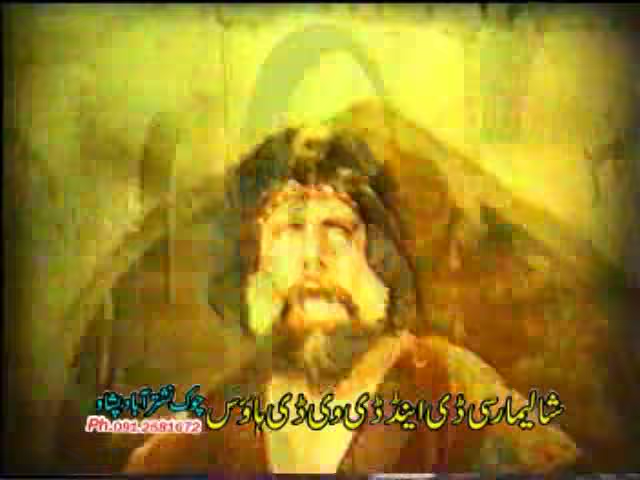 شالیمار سی ڈی اینڈ ڈی وی ڈی ہاؤس
چوک نشتر آباد پشاور
Ph.091.2581672